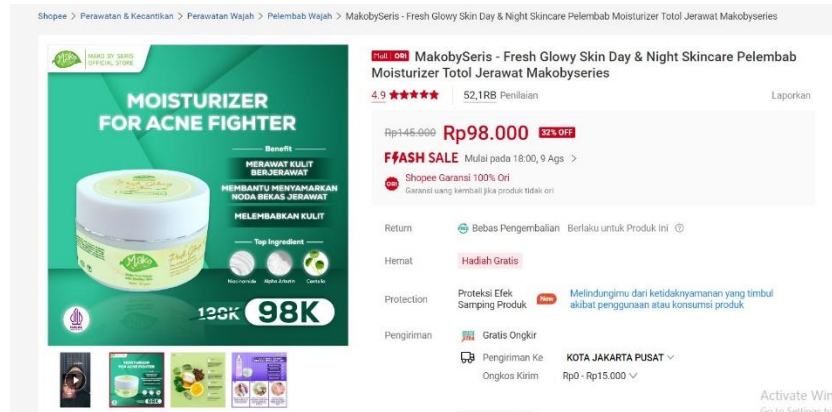 Shopee > Perawatan & Kecantikan > Perawatan Wajah > Pelembab Wajah > MakobySeris - Fresh Glowy Skin Day & Night Skincare Pelembab Moisturizer Totol Jerawat Makobyseries
Mako
MAKO BY SERIS
OFFICIAL STORE
MOISTURIZER
FOR ACNE FIGHTER
Benefit
MERAWAT KULIT
BERJERAWAT
MEMBANTU MENYAMARKAN
NODA BEKAS JERAWAT
MELEMBABKAN KULIT
Top Ingredient
Niacinamide Alpha Arbutin Centella
Mako
138K 98K
Mall ORI MakobySeris - Fresh Glowy Skin Day & Night Skincare Pelembab
Moisturizer Totol Jerawat Makobyseries
4.9 52,1RB Penilaian Laporkan
Rp145.000 Rp98.000 32% OFF
FLASH SALE Mulai pada 18:00, 9 Ags >
ORI Shopee Garansi 100% Ori
Garansi uang kembali jika produk tidak ori
Return Bebas Pengembalian Berlaku untuk Produk Ini
Hemat Hadiah Gratis
Protection Proteksi Efek
Samping Produk New Melindungimu dari ketidaknyamanan yang timbul
akibat penggunaan atau konsumsi produk
Pengiriman Gratis Ongkir
Pengiriman Ke KOTA JAKARTA PUSAT
Ongkos Kirim Rp0 - Rp15.000
Activate Win
Go to Settings to